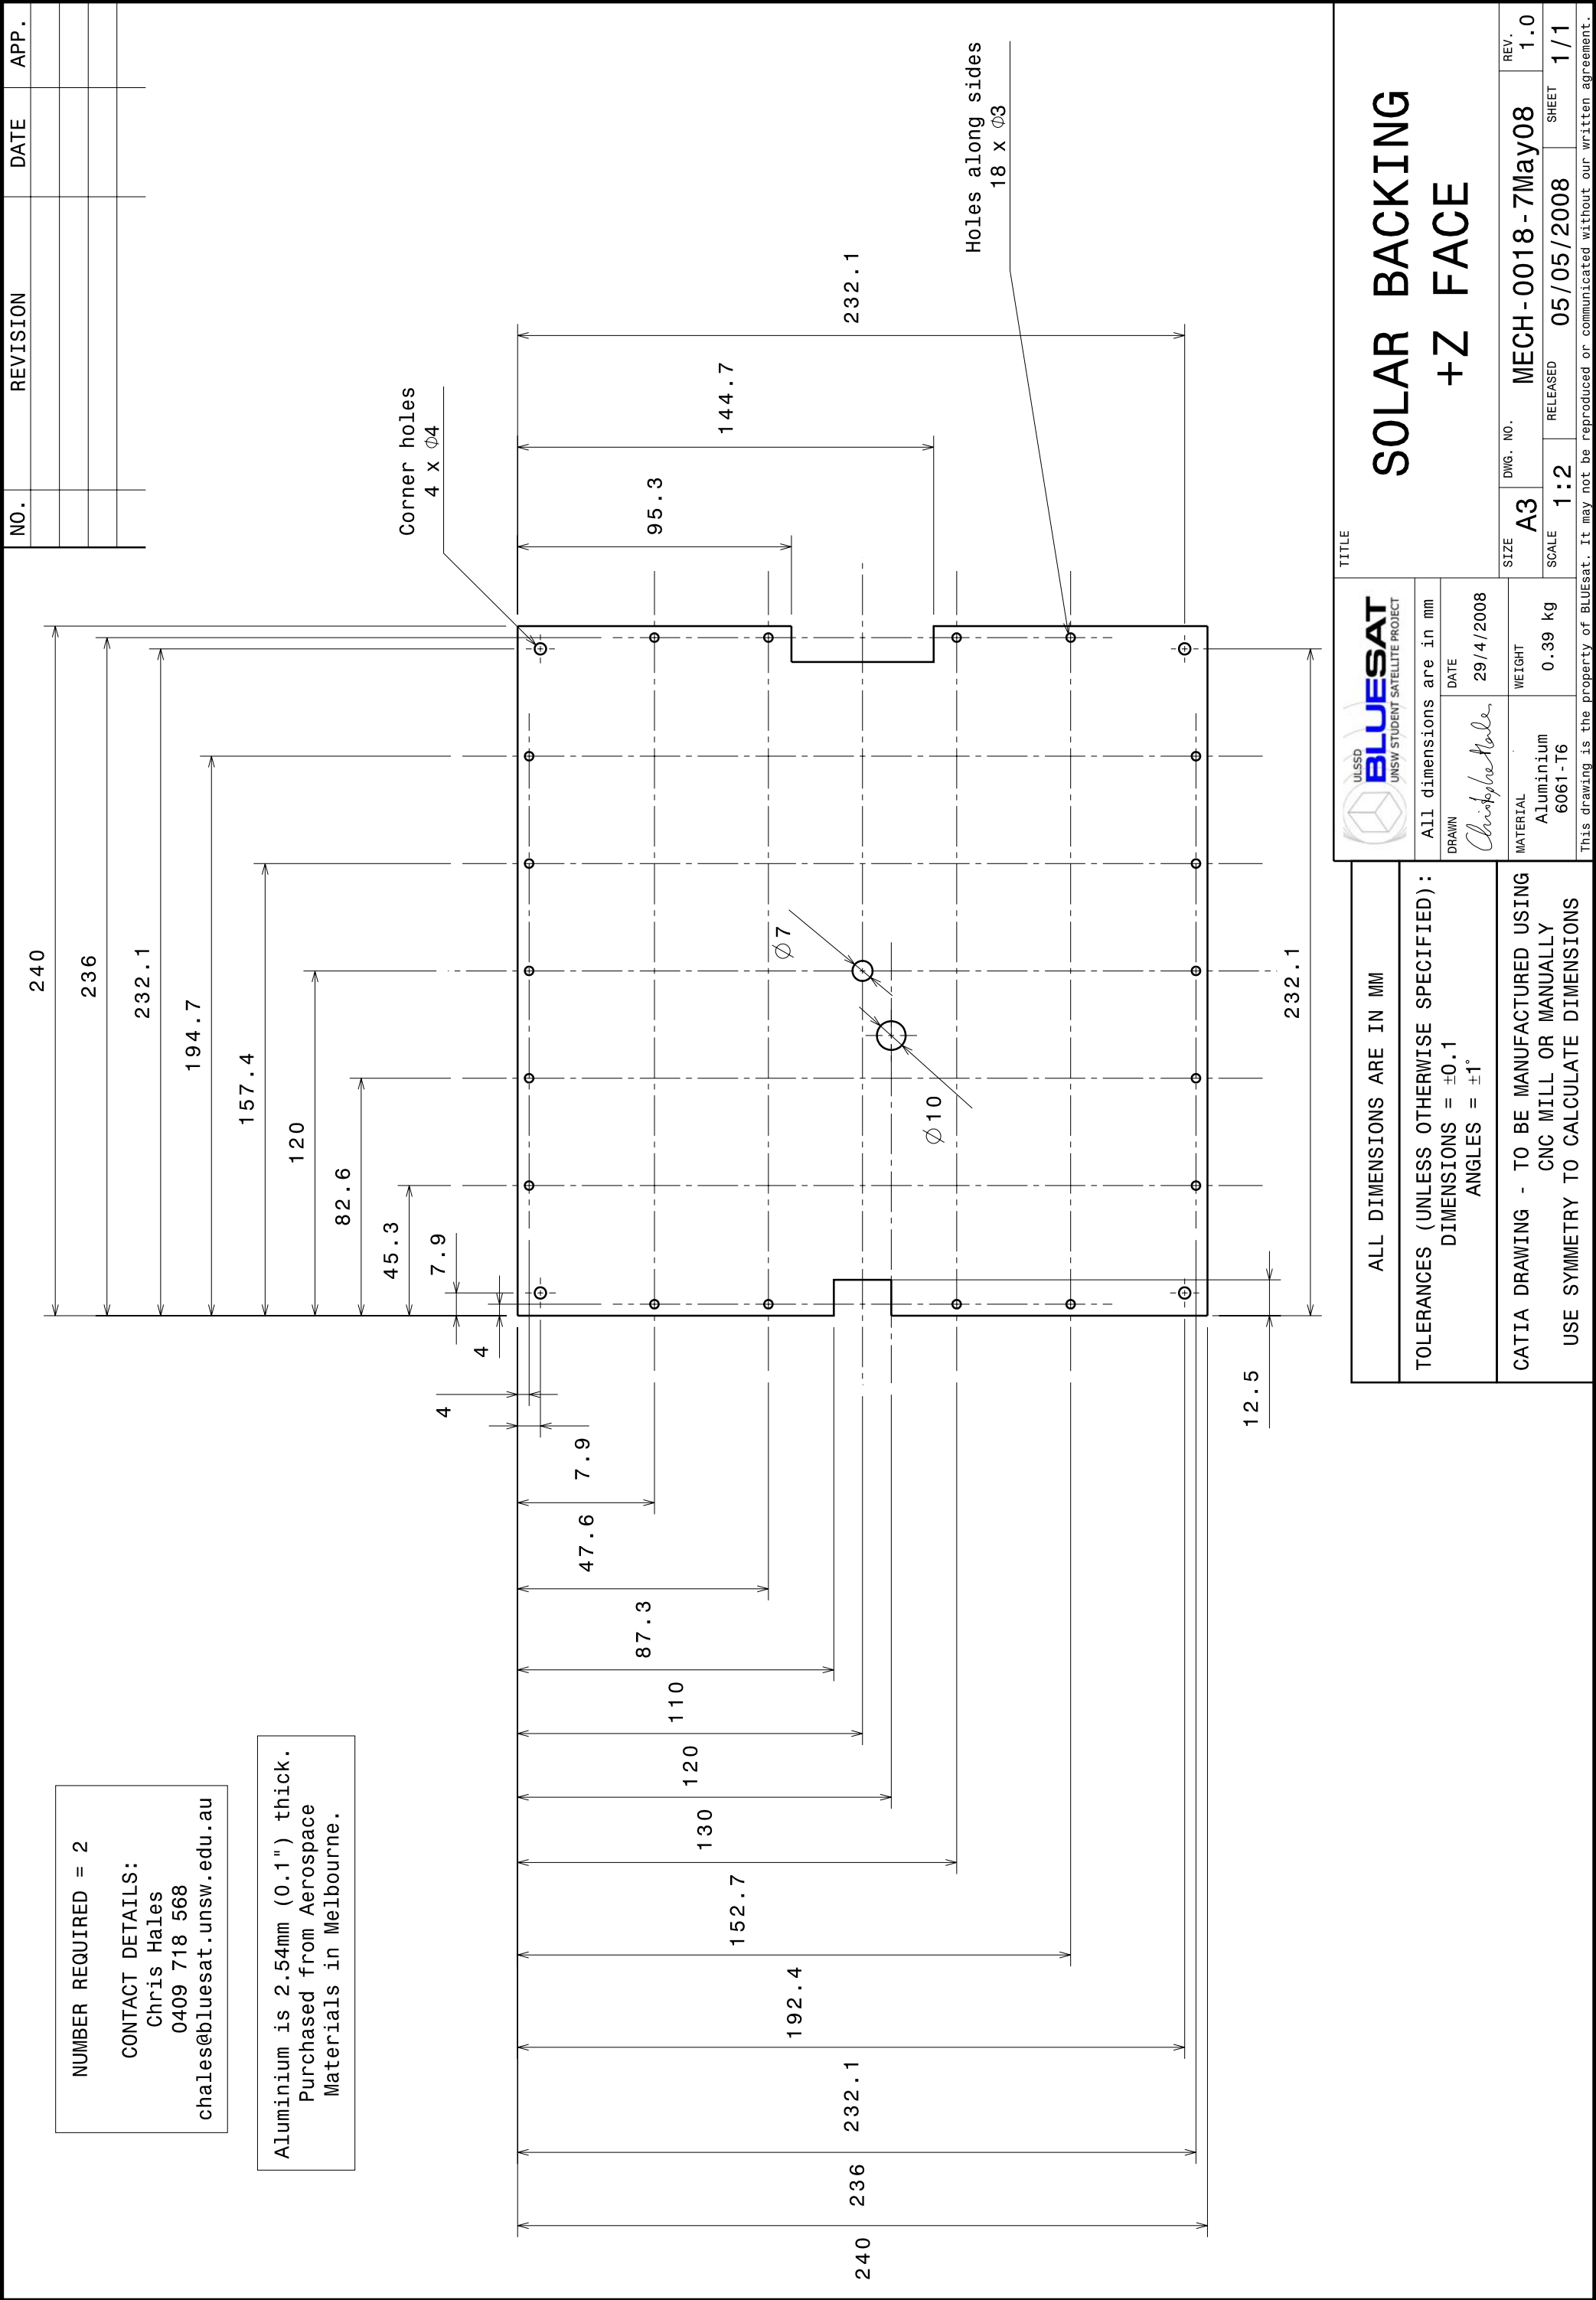 NO.
REVISION
DATE
APP.
NUMBER REQUIRED = 2
CONTACT DETAILS:
Chris Hales
0409 718 568
chales@bluesat.unsw.edu.au
Aluminium is 2.54mm (0.1") thick.
Purchased from Aerospace
Materials in Melbourne.
240
236
232.1
194.7
157.4
120
82.6
45.3
7.9
4
4
7.9
47.6
87.3
110
120
130
152.7
192.4
232.1
236
240
Corner holes
4 x Ø4
95.3
144.7
232.1
Holes along sides
18 x Ø3
Ø7
Ø10
12.5
232.1
ALL DIMENSIONS ARE IN MM
TOLERANCES (UNLESS OTHERWISE SPECIFIED):
DIMENSIONS = ±0.1
ANGLES = ±1°
CATIA DRAWING - TO BE MANUFACTURED USING
CNC MILL OR MANUALLY
USE SYMMETRY TO CALCULATE DIMENSIONS
ULSSD
BLUESAT
UNSW STUDENT SATELLITE PROJECT
All dimensions are in mm
DRAWN
Christopher Hales
DATE
29/4/2008
MATERIAL
Aluminium
6061-T6
WEIGHT
0.39 kg
TITLE
SOLAR BACKING
+Z FACE
SIZE
A3
DWG. NO.
MECH-0018-7May08
REV.
1.0
SCALE
1:2
RELEASED
05/05/2008
SHEET
1/1
This drawing is the property of BLUEsat. It may not be reproduced or communicated without our written agreement.